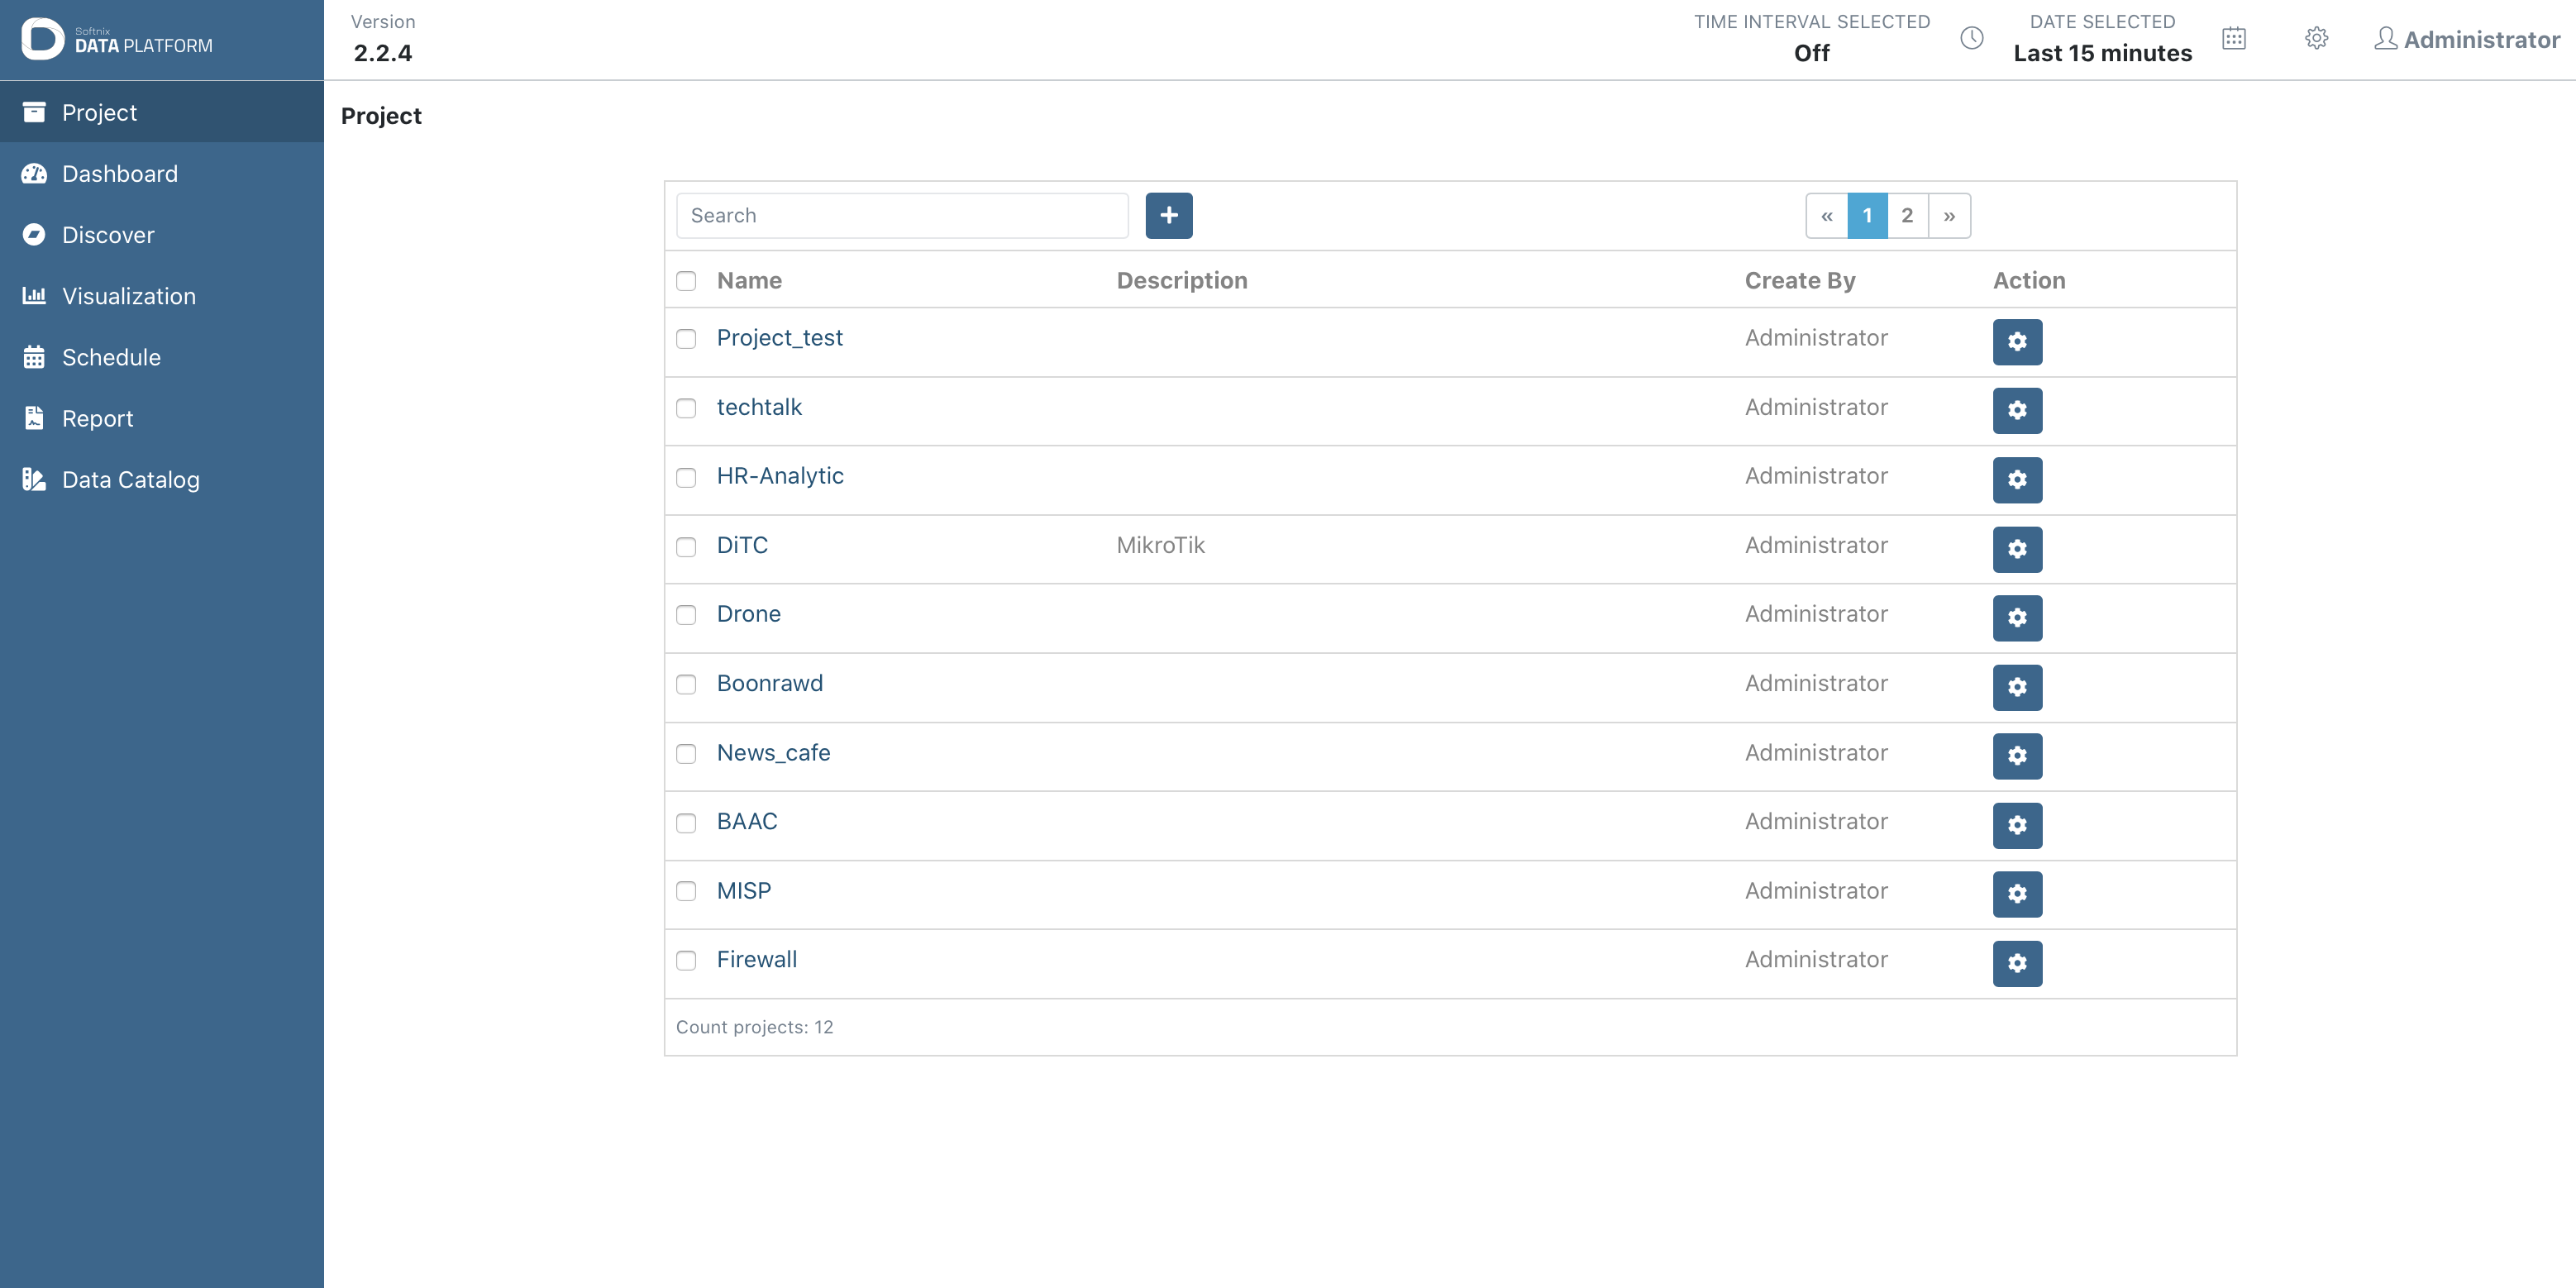 Softnix
DATA PLATFORM
Version
2.2.4
TIME INTERVAL SELECTED
Off
DATE SELECTED
Last 15 minutes
Administrator
Project
Dashboard
Discover
Visualization
Schedule
Report
Data Catalog
Project
Search
« 1 2 »
Name Description Create By Action
Project_test Administrator
techtalk Administrator
HR-Analytic Administrator
DiTC MikroTik Administrator
Drone Administrator
Boonrawd Administrator
News_cafe Administrator
BAAC Administrator
MISP Administrator
Firewall Administrator
Count projects: 12